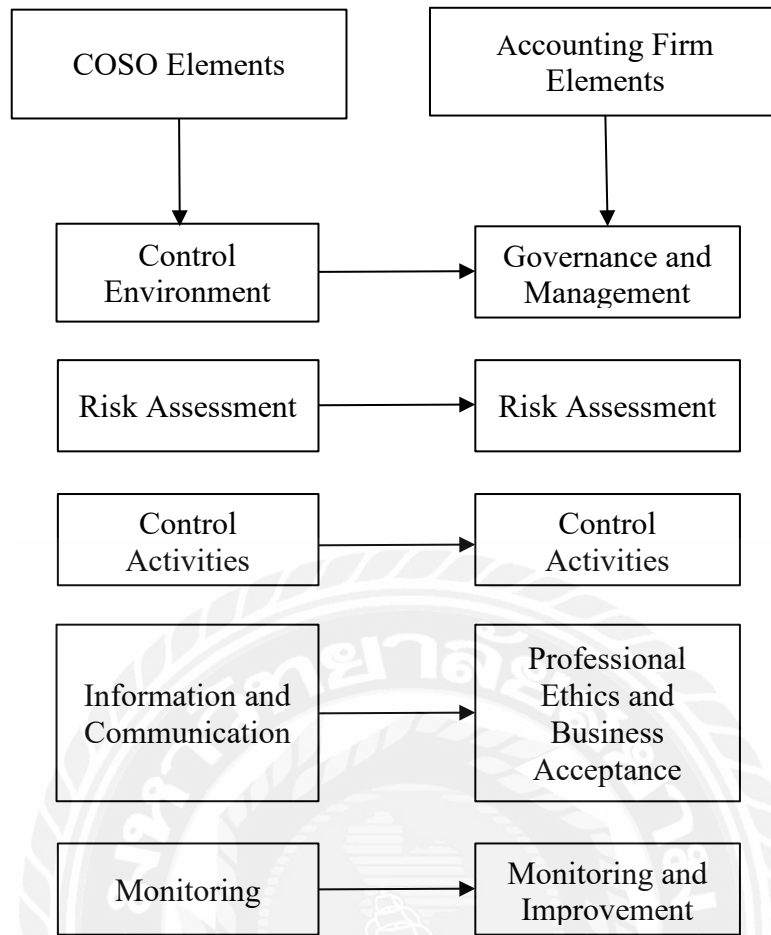 COSO Elements
Accounting Firm
Elements
Control
Environment
Governance and
Management
Risk Assessment
Risk Assessment
Control
Activities
Control
Activities
Information and
Communication
Professional
Ethics and
Business
Acceptance
Monitoring
Monitoring and
Improvement